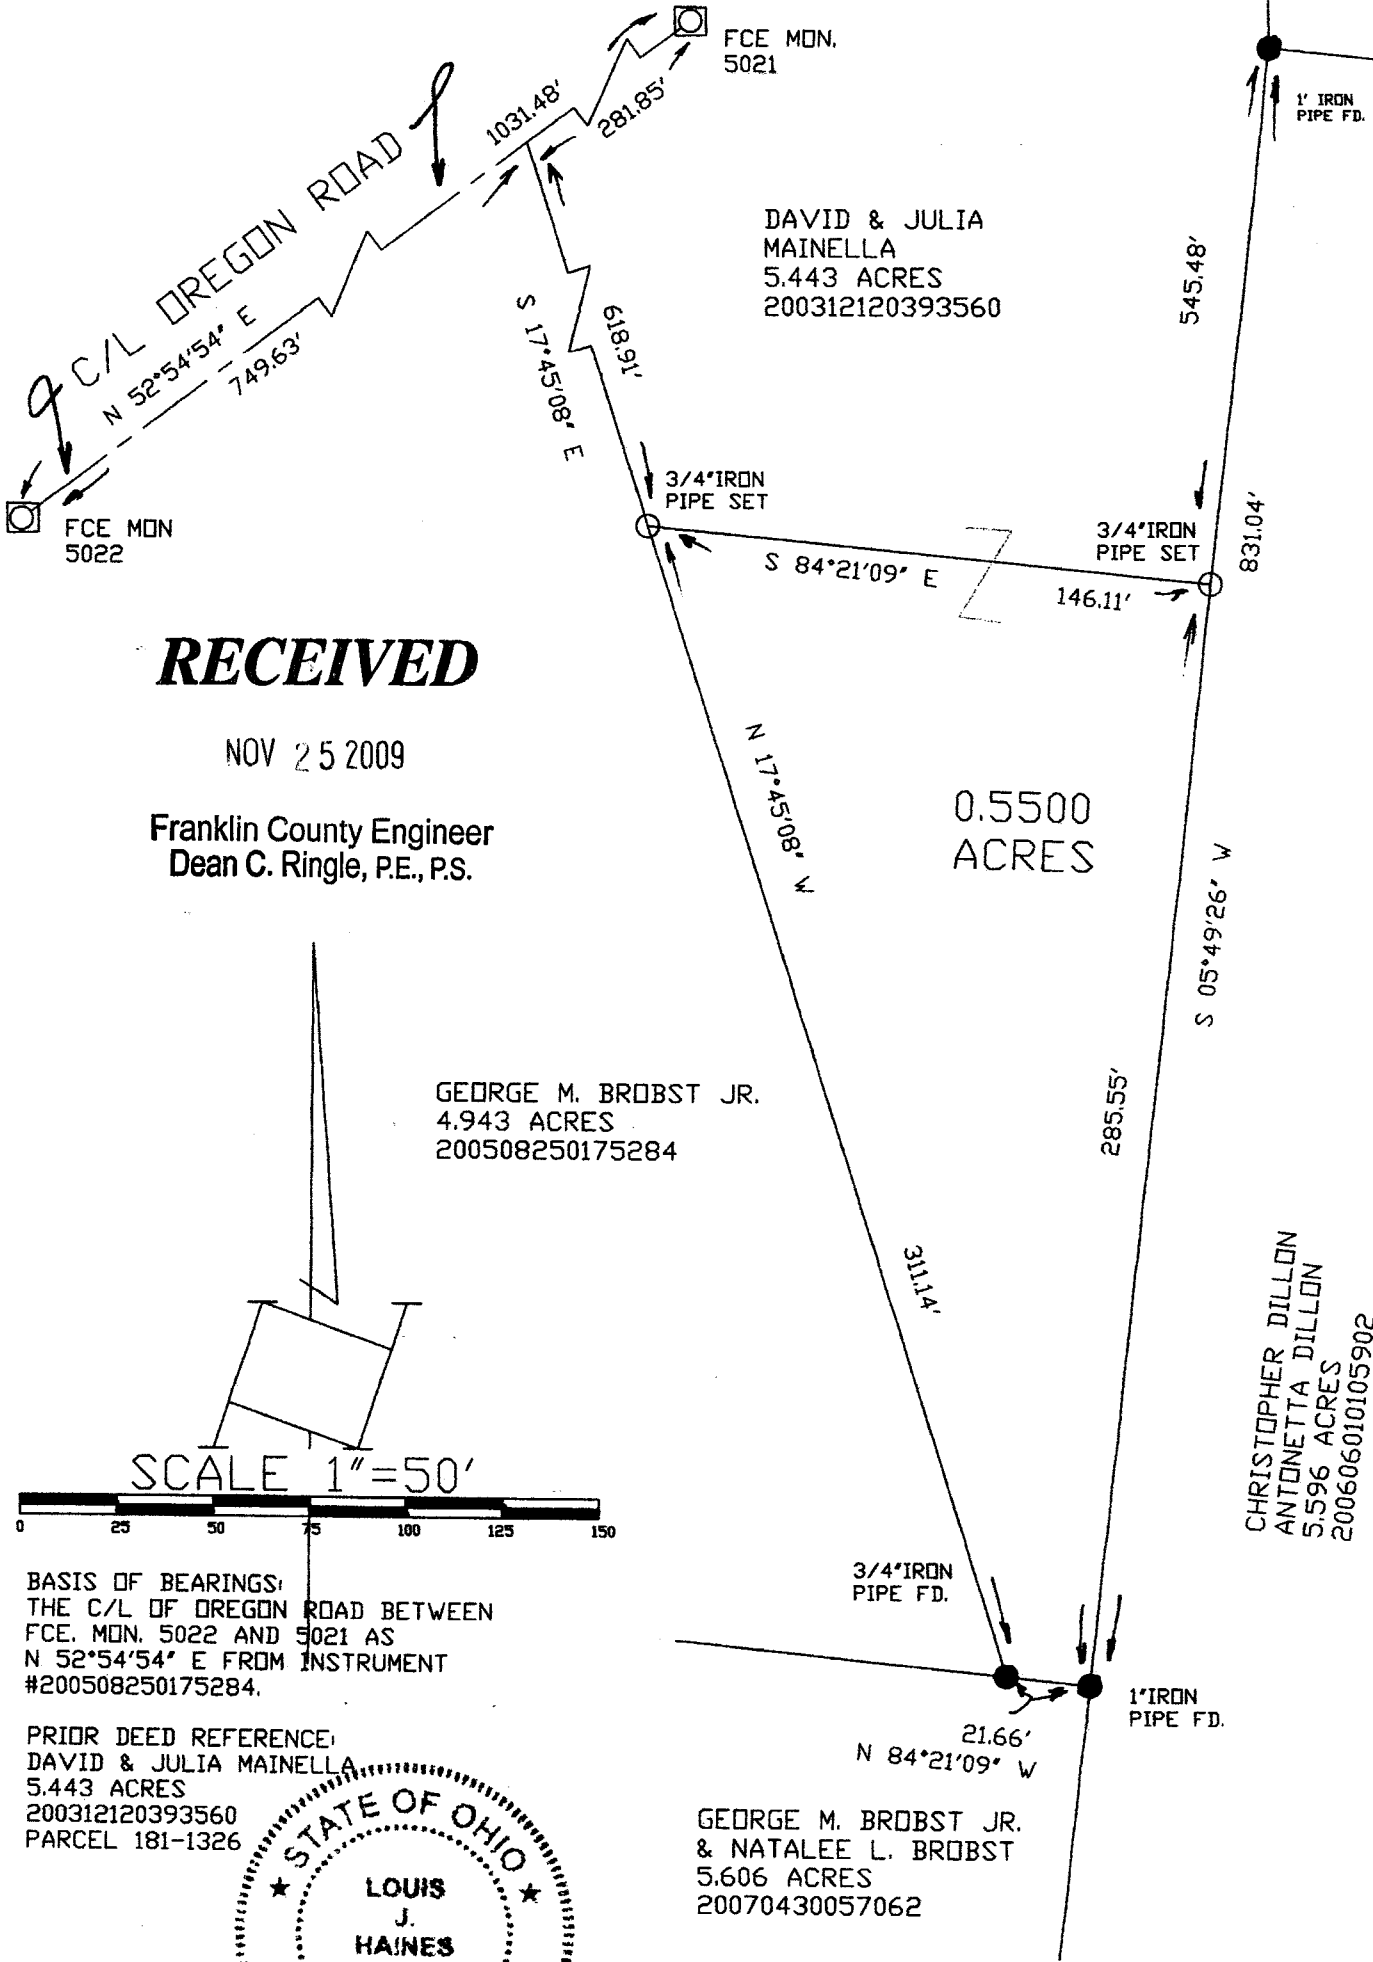 FCE MON.
5021
1' IRON
PIPE FD.
1031.48'
281.85'
C/L OREGON ROAD
N 52°54'54" E
749.63'
FCE MON
5022
DAVID & JULIA
MAINELLA
5.443 ACRES
200312120393560
545.48'
618.91'
S 17°45'08" E
3/4"IRON
PIPE SET
3/4"IRON
PIPE SET
831.04'
S 84°21'09" E
146.11'
RECEIVED
NOV 25 2009
Franklin County Engineer
Dean C. Ringle, P.E., P.S.
N 17°45'08" W
0.5500
ACRES
S 05°49'26" W
285.55'
GEORGE M. BROBST JR.
4.943 ACRES
200508250175284
311.14'
CHRISTOPHER DILLON
ANTONETTA DILLON
5.596 ACRES
200606010105902
N
SCALE 1"=50'
0 25 50 75 100 125 150
BASIS OF BEARINGS:
THE C/L OF OREGON ROAD BETWEEN
FCE. MON. 5022 AND 5021 AS
N 52°54'54" E FROM INSTRUMENT
#200508250175284.
3/4"IRON
PIPE FD.
1"IRON
PIPE FD.
21.66'
N 84°21'09" W
PRIOR DEED REFERENCE:
DAVID & JULIA MAINELLA
5.443 ACRES
200312120393560
PARCEL 181-1326
GEORGE M. BROBST JR.
& NATALEE L. BROBST
5.606 ACRES
20070430057062
STATE OF OHIO
LOUIS
J.
HAINES